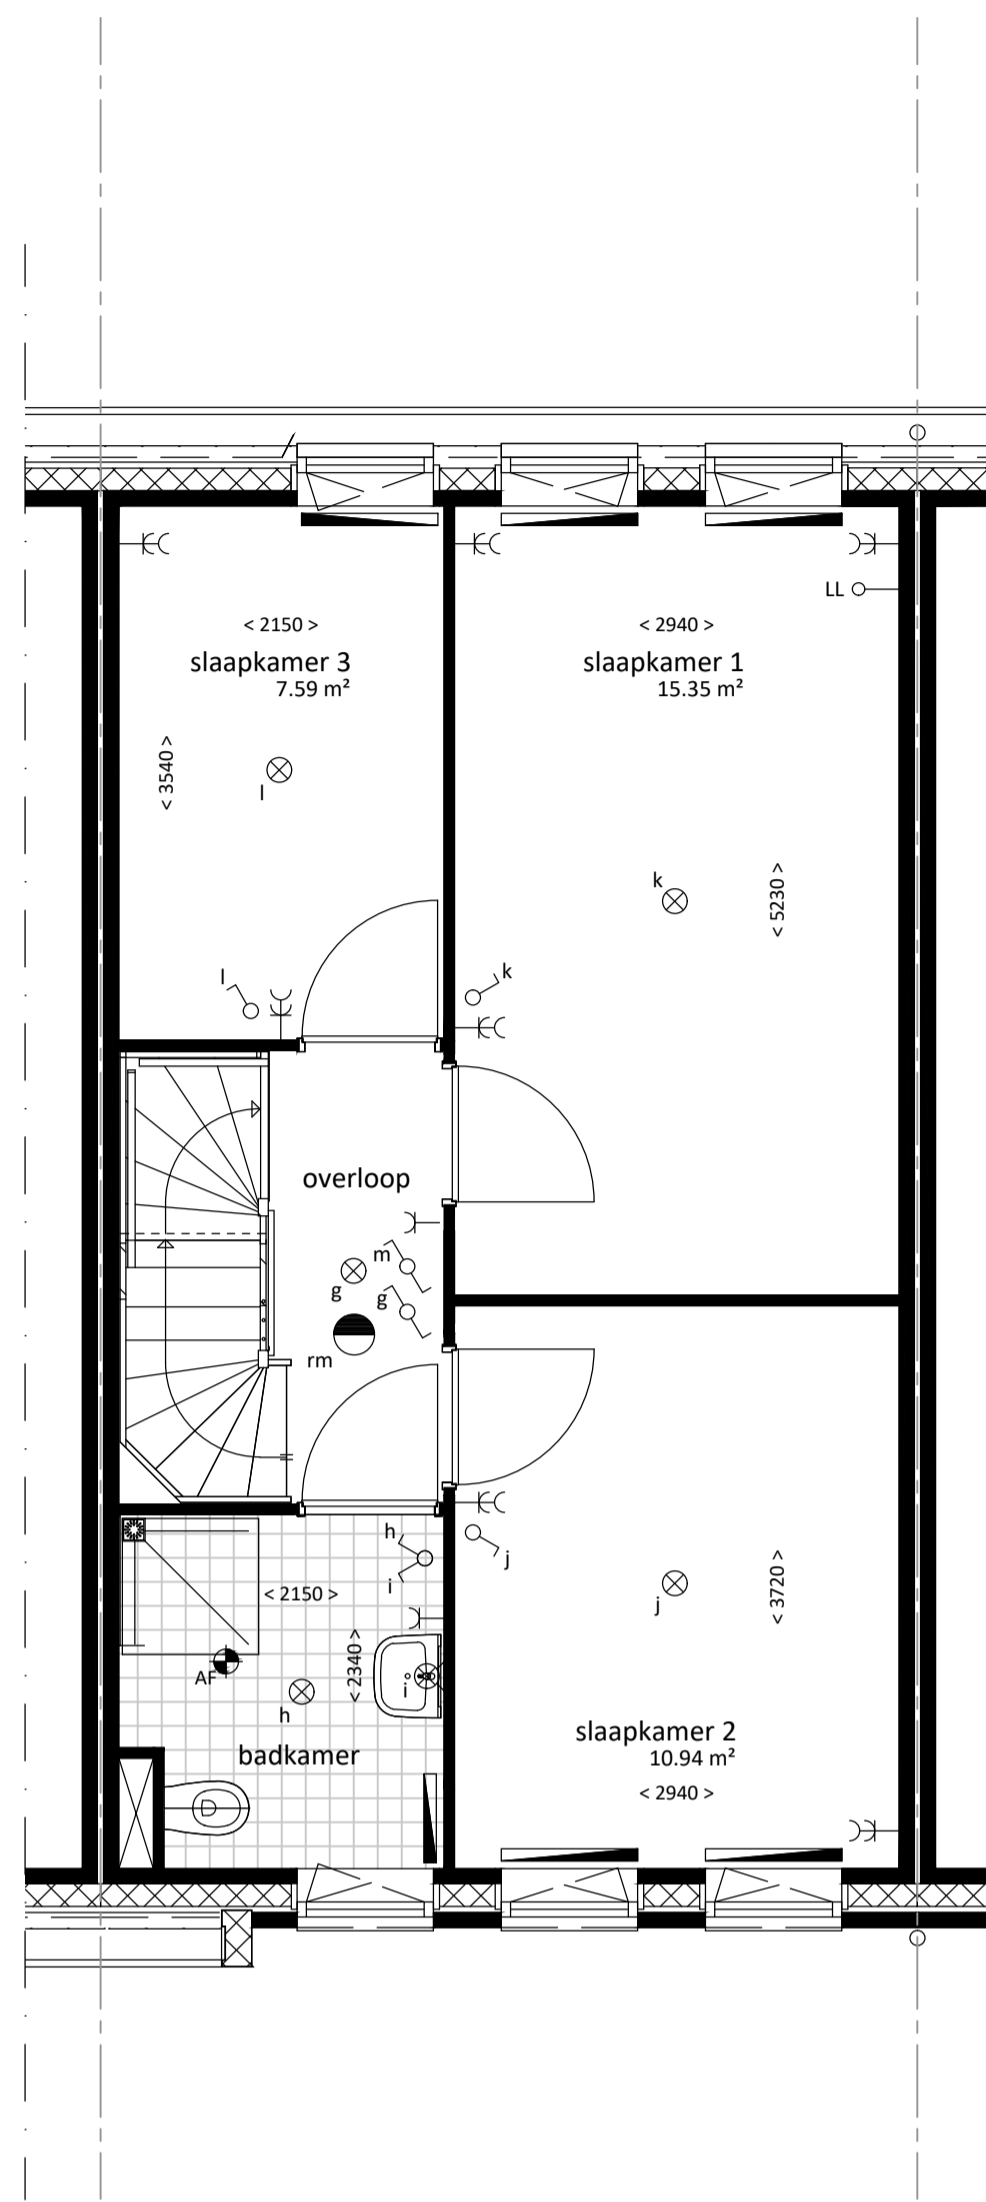 LL
< 2150 >
slaapkamer 3
7.59 m²
< 2940 >
slaapkamer 1
15.35 m²
< 3540 >
l
k
< 5230 >
l
k
overloop
m
g
g
rm
h
i
j
< 2150 >
< 2340 >
j
< 3720 >
AF
i
h
badkamer
slaapkamer 2
10.94 m²
< 2940 >